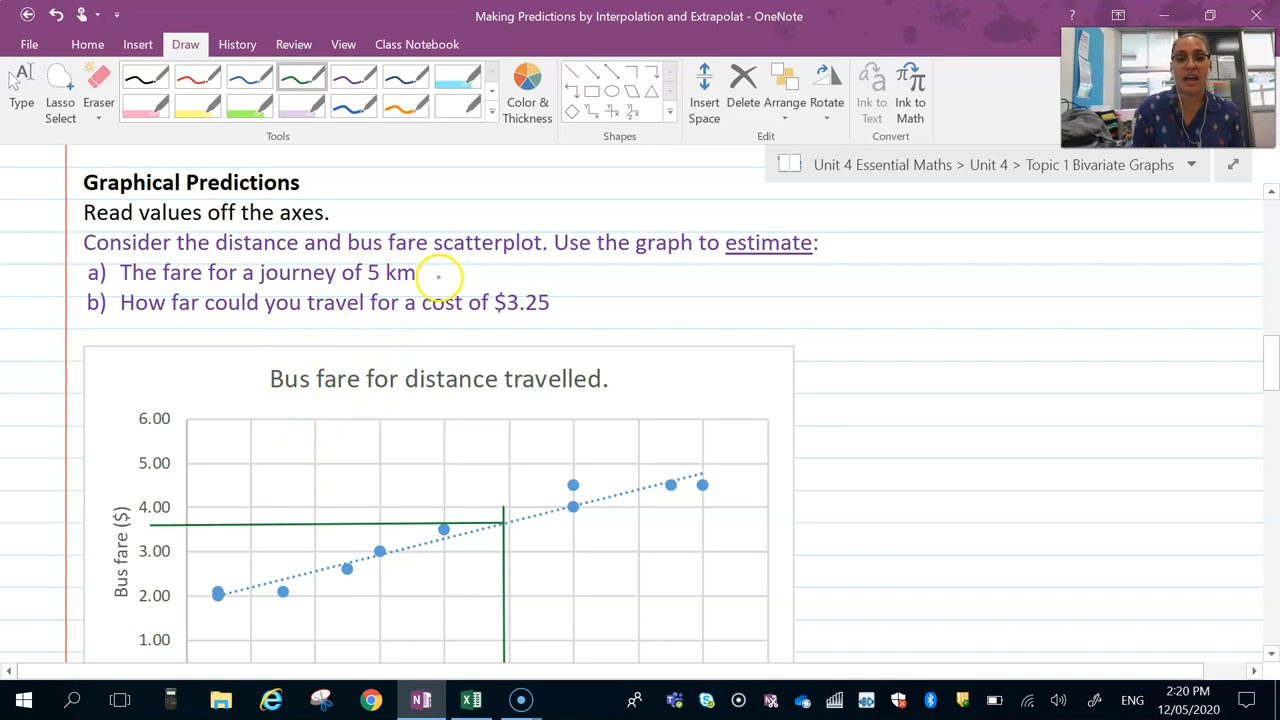 Making Predictions by Interpolation and Extrapolat - OneNote
File Home Insert Draw History Review View Class Notebook
Type Lasso Select Eraser Color & Thickness Insert Space Delete Arrange Rotate Ink to Text Ink to Math
Tools Shapes Edit Convert
Unit 4 Essential Maths > Unit 4 > Topic 1 Bivariate Graphs
Graphical Predictions
Read values off the axes.
Consider the distance and bus fare scatterplot. Use the graph to estimate:
a) The fare for a journey of 5 km
b) How far could you travel for a cost of $3.25
Bus fare for distance travelled.
6.00
5.00
4.00
3.00
2.00
1.00
Bus fare ($)
ENG
2:20 PM
12/05/2020